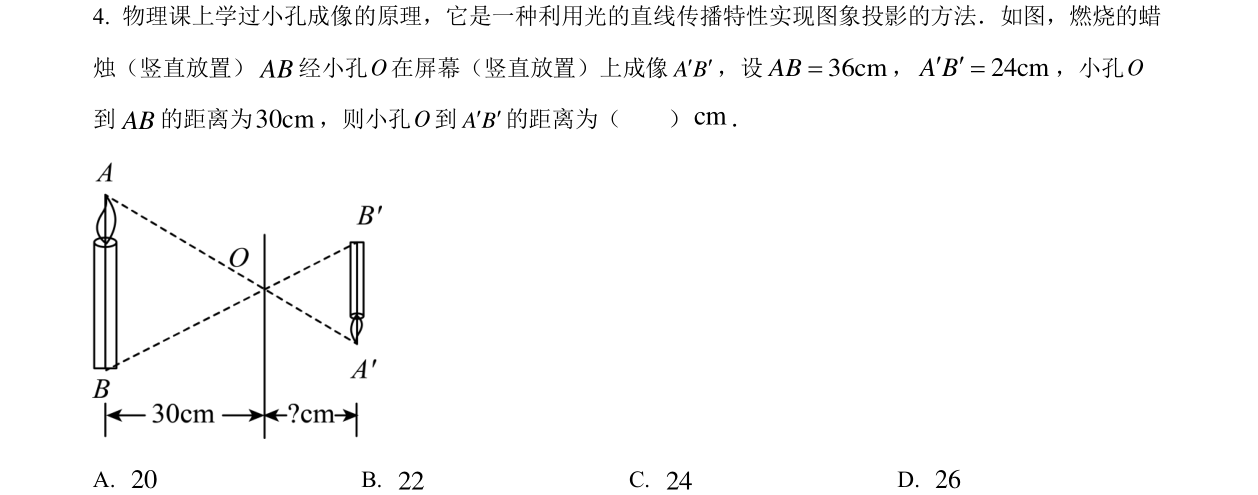 4. 物理课上学过小孔成像的原理，它是一种利用光的直线传播特性实现图象投影的方法．如图，燃烧的蜡
烛（竖直放置）AB经小孔O在屏幕（竖直放置）上成像A′B′，设AB＝36cm，A′B′＝24cm，小孔O
到AB的距离为30cm，则小孔O到A′B′的距离为（　　）cm．
A
B′
O
A′
B
30cm
?cm
A. 20 B. 22 C. 24 D. 26